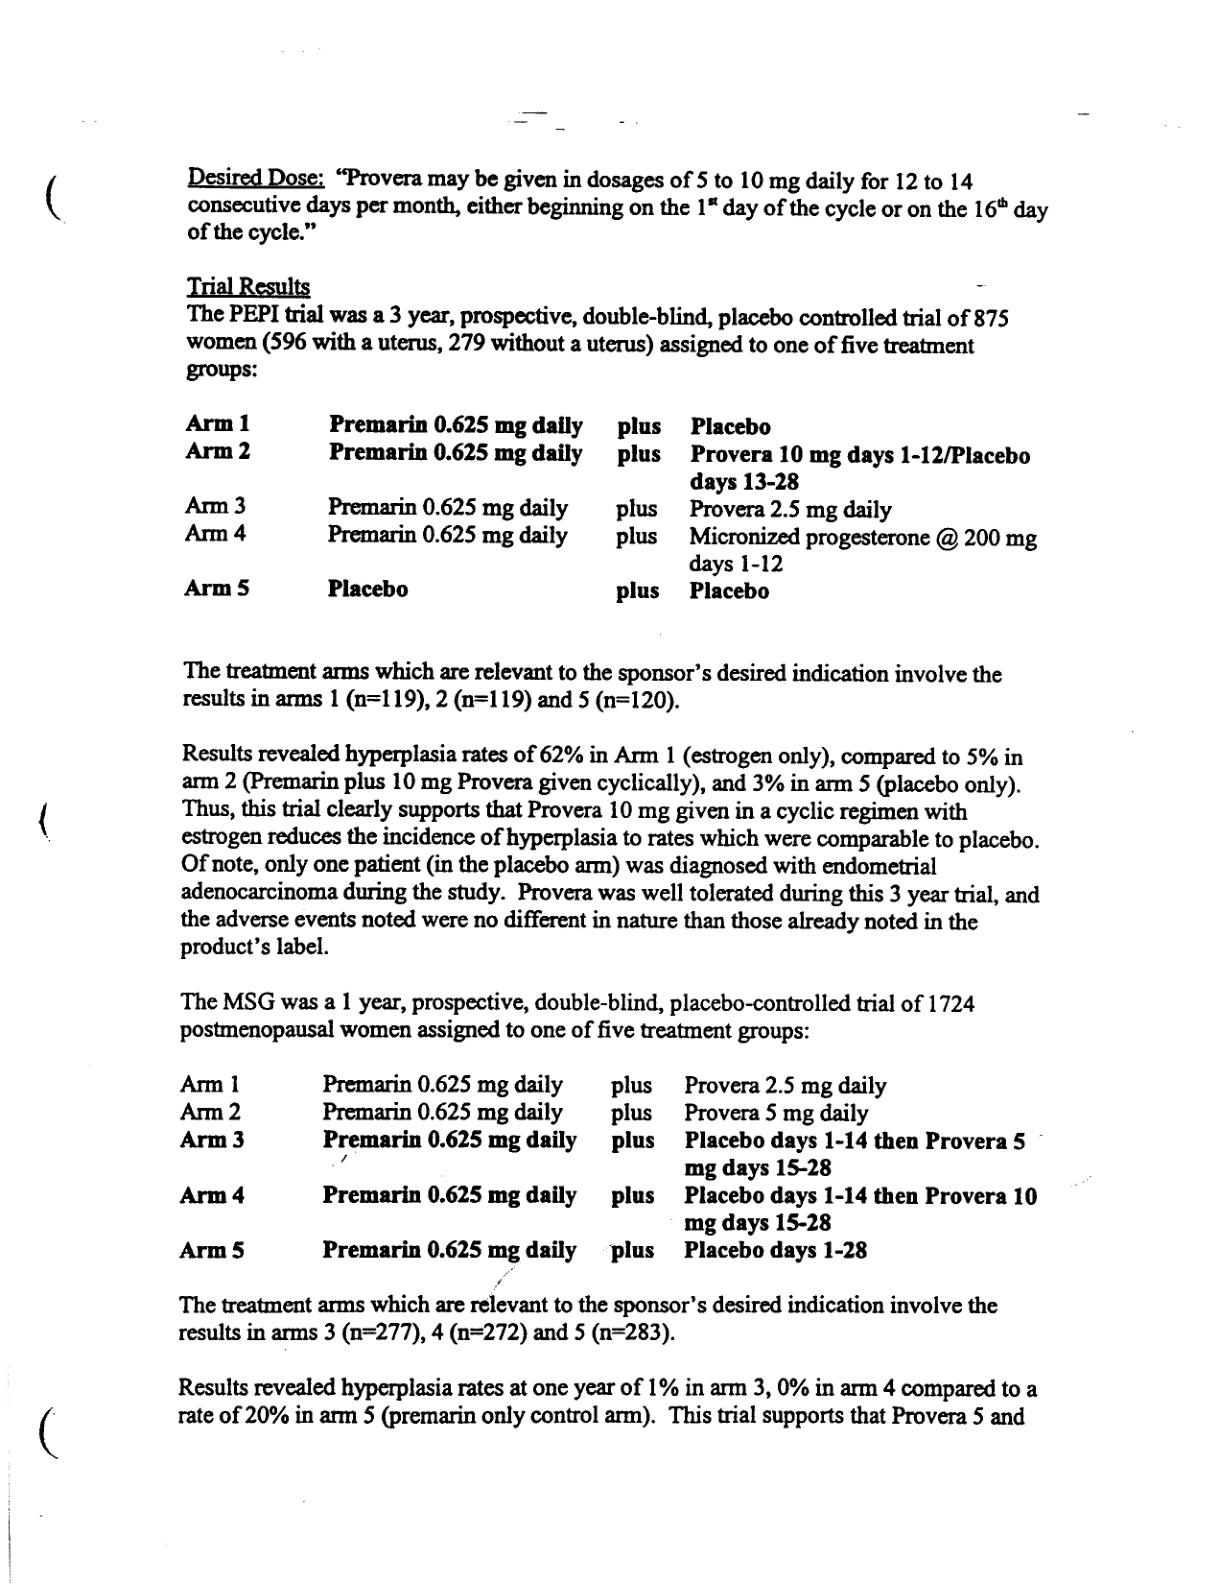 Desired Dose: “Provera may be given in dosages of 5 to 10 mg daily for 12 to 14
consecutive days per month, either beginning on the 1st day of the cycle or on the 16th day
of the cycle.”
Trial Results
The PEPI trial was a 3 year, prospective, double-blind, placebo controlled trial of 875
women (596 with a uterus, 279 without a uterus) assigned to one of five treatment
groups:
Arm 1 Premarin 0.625 mg daily plus Placebo
Arm 2 Premarin 0.625 mg daily plus Provera 10 mg days 1-12/Placebo
days 13-28
Arm 3 Premarin 0.625 mg daily plus Provera 2.5 mg daily
Arm 4 Premarin 0.625 mg daily plus Micronized progesterone @ 200 mg
days 1-12
Arm 5 Placebo plus Placebo
The treatment arms which are relevant to the sponsor’s desired indication involve the
results in arms 1 (n=119), 2 (n=119) and 5 (n=120).
Results revealed hyperplasia rates of 62% in Arm 1 (estrogen only), compared to 5% in
arm 2 (Premarin plus 10 mg Provera given cyclically), and 3% in arm 5 (placebo only).
Thus, this trial clearly supports that Provera 10 mg given in a cyclic regimen with
estrogen reduces the incidence of hyperplasia to rates which were comparable to placebo.
Of note, only one patient (in the placebo arm) was diagnosed with endometrial
adenocarcinoma during the study. Provera was well tolerated during this 3 year trial, and
the adverse events noted were no different in nature than those already noted in the
product’s label.
The MSG was a 1 year, prospective, double-blind, placebo-controlled trial of 1724
postmenopausal women assigned to one of five treatment groups:
Arm 1 Premarin 0.625 mg daily plus Provera 2.5 mg daily
Arm 2 Premarin 0.625 mg daily plus Provera 5 mg daily
Arm 3 Premarin 0.625 mg daily plus Placebo days 1-14 then Provera 5
mg days 15-28
Arm 4 Premarin 0.625 mg daily plus Placebo days 1-14 then Provera 10
mg days 15-28
Arm 5 Premarin 0.625 mg daily plus Placebo days 1-28
The treatment arms which are relevant to the sponsor’s desired indication involve the
results in arms 3 (n=277), 4 (n=272) and 5 (n=283).
Results revealed hyperplasia rates at one year of 1% in arm 3, 0% in arm 4 compared to a
rate of 20% in arm 5 (premarin only control arm). This trial supports that Provera 5 and